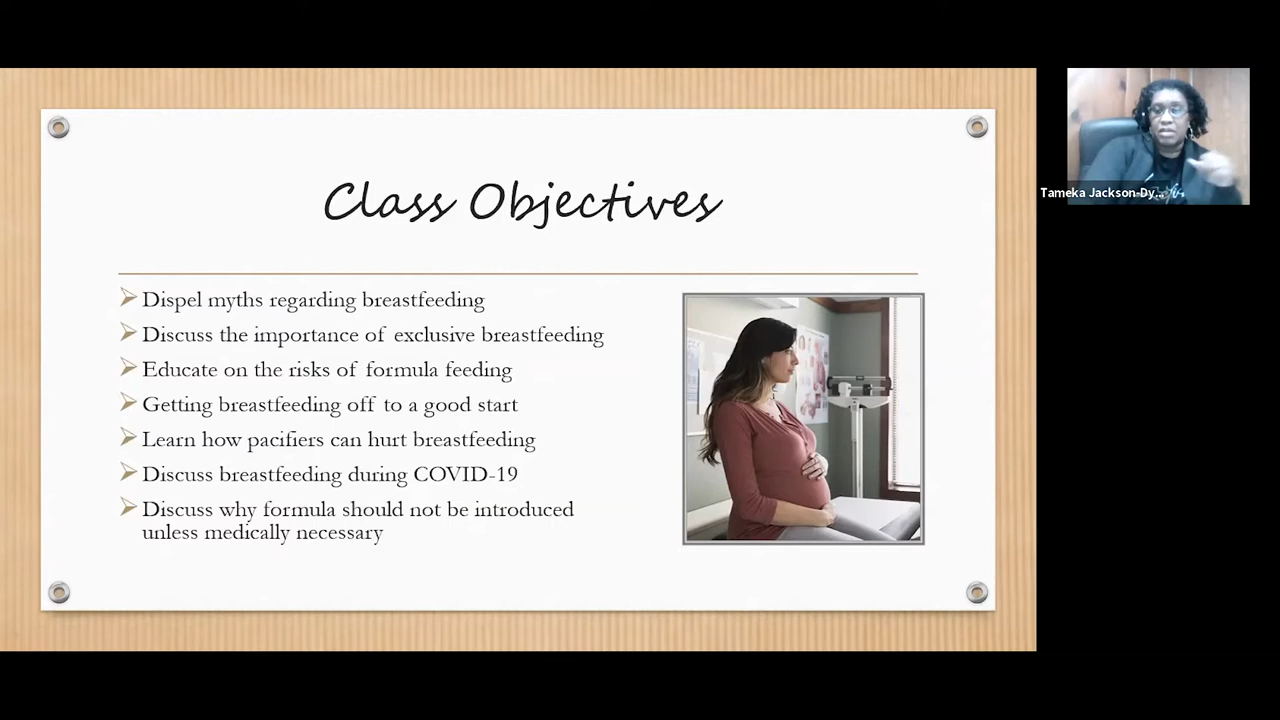 Class Objectives
Dispel myths regarding breastfeeding
Discuss the importance of exclusive breastfeeding
Educate on the risks of formula feeding
Getting breastfeeding off to a good start
Learn how pacifiers can hurt breastfeeding
Discuss breastfeeding during COVID-19
Discuss why formula should not be introduced
unless medically necessary
Tameka Jackson-Dy...